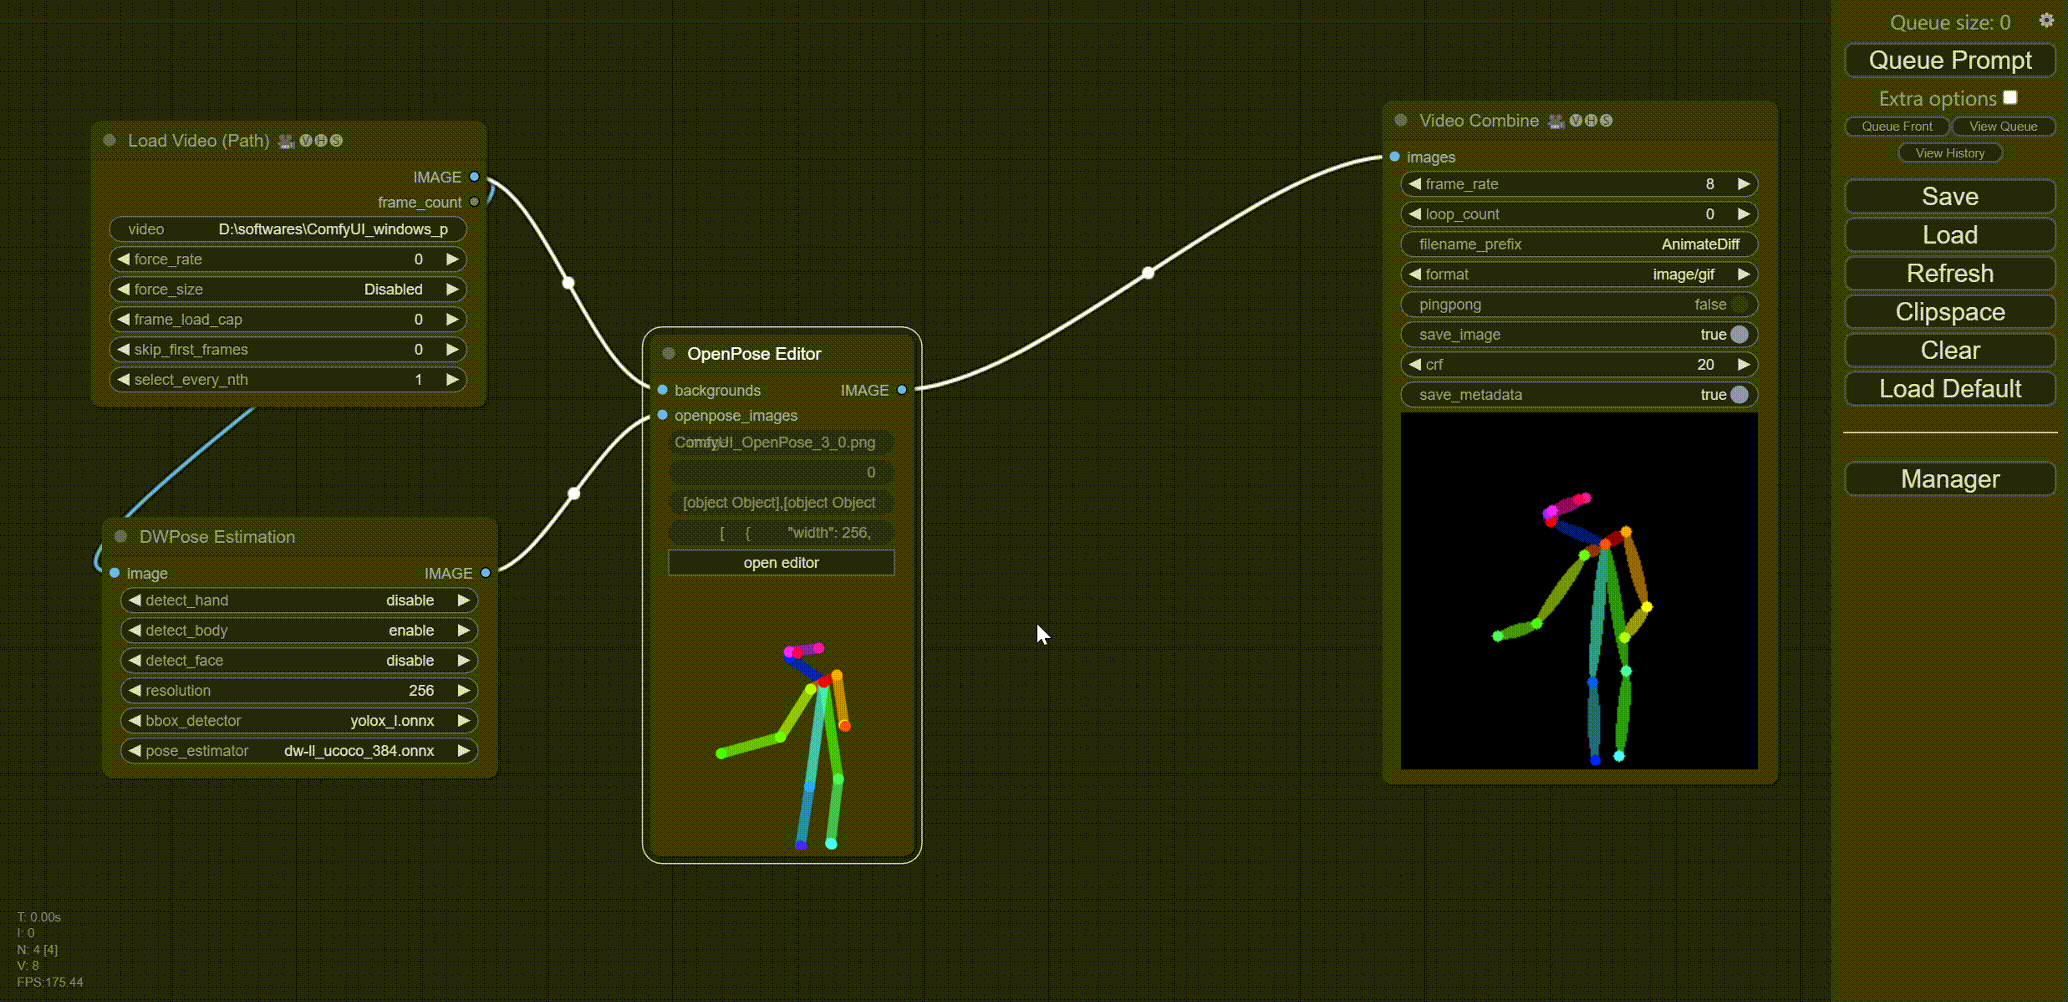 Load Video (Path) VHS
IMAGE
frame_count
video D:\softwares\ComfyUI_windows_p
force_rate 0
force_size Disabled
frame_load_cap 0
skip_first_frames 0
select_every_nth 1
DWPose Estimation
image IMAGE
detect_hand disable
detect_body enable
detect_face disable
resolution 256
bbox_detector yolox_l.onnx
pose_estimator dw-ll_ucoco_384.onnx
OpenPose Editor
backgrounds IMAGE
openpose_images
ComfyUI_OpenPose_3_0.png
0
[object Object],[object Object
[ { "width": 256,
open editor
Video Combine VHS
images
frame_rate 8
loop_count 0
filename_prefix AnimateDiff
format image/gif
pingpong false
save_image true
crf 20
save_metadata true
Queue size: 0
Queue Prompt
Extra options
Queue Front View Queue
View History
Save
Load
Refresh
Clipspace
Clear
Load Default
Manager
T: 0.00s
I: 0
N: 4 [4]
V: 8
FPS:175.44